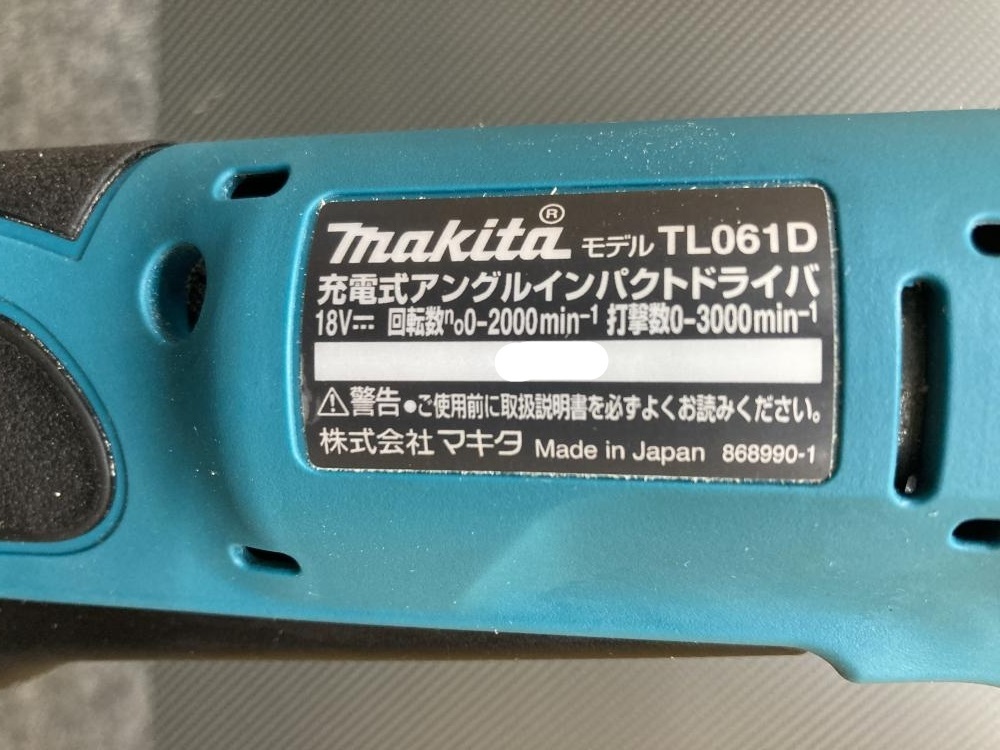 makita® モデル TL061D
充電式アングルインパクトドライバ
18V⎓ 回転数n₀0-2000min⁻¹ 打撃数0-3000min⁻¹
⚠警告 ●ご使用前に取扱説明書を必ずよくお読みください。
株式会社 マキタ Made in Japan 868990-1